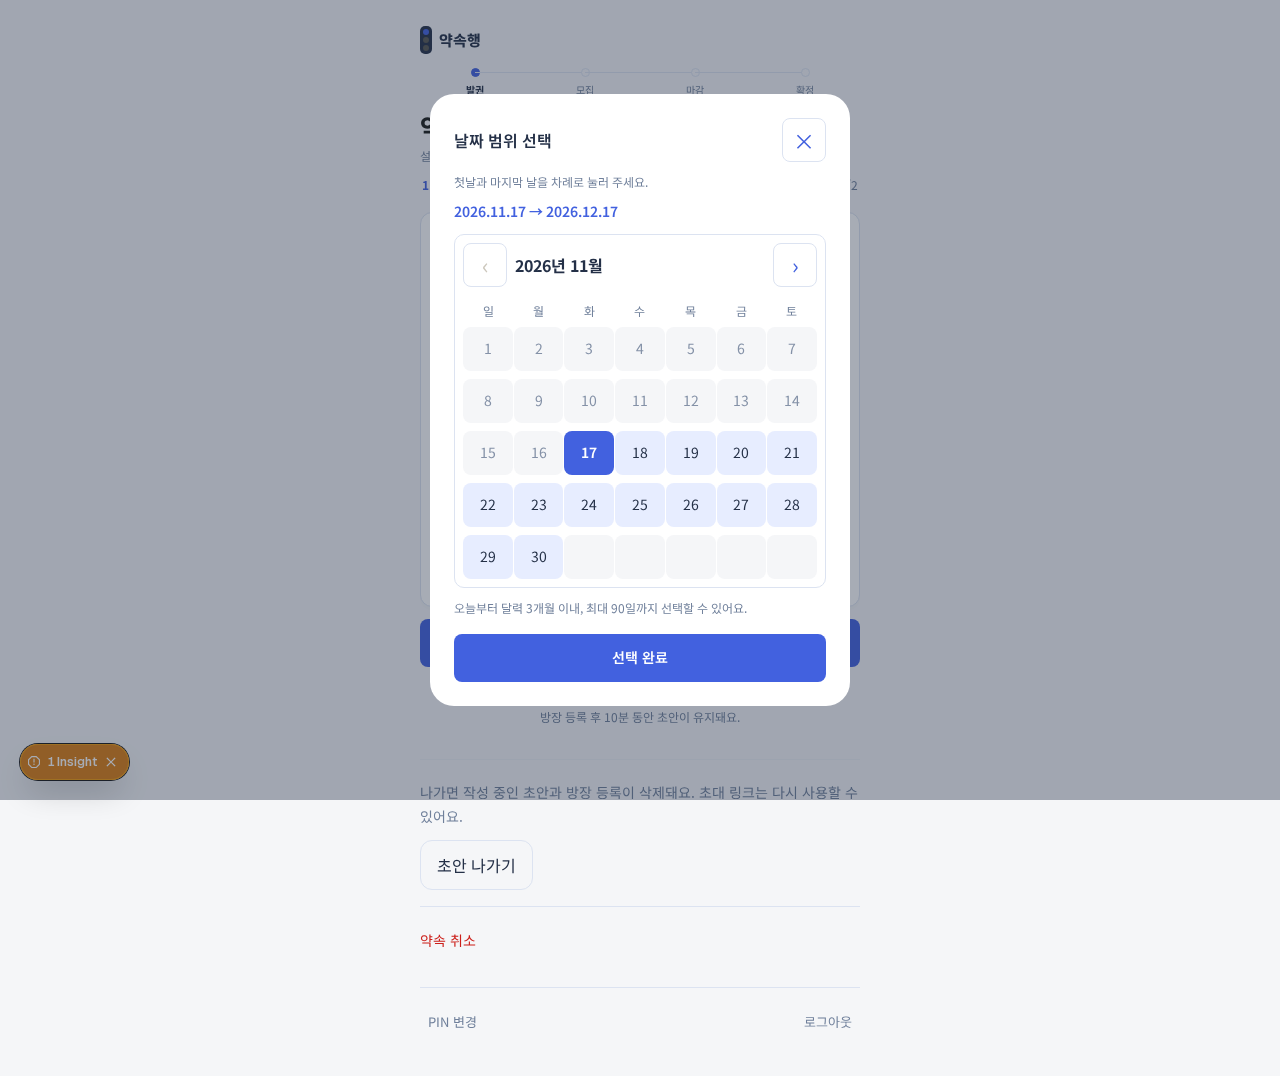 약속행
발권
모집
마감
확정
날짜 범위 선택
첫날과 마지막 날을 차례로 눌러 주세요.
1
2
2026.11.17 → 2026.12.17
‹ 2026년 11월 ›
일 월 화 수 목 금 토
1 2 3 4 5 6 7
8 9 10 11 12 13 14
15 16 17 18 19 20 21
22 23 24 25 26 27 28
29 30
오늘부터 달력 3개월 이내, 최대 90일까지 선택할 수 있어요.
선택 완료
방장 등록 후 10분 동안 초안이 유지돼요.
1 Insight
나가면 작성 중인 초안과 방장 등록이 삭제돼요. 초대 링크는 다시 사용할 수
있어요.
초안 나가기
약속 취소
PIN 변경
로그아웃